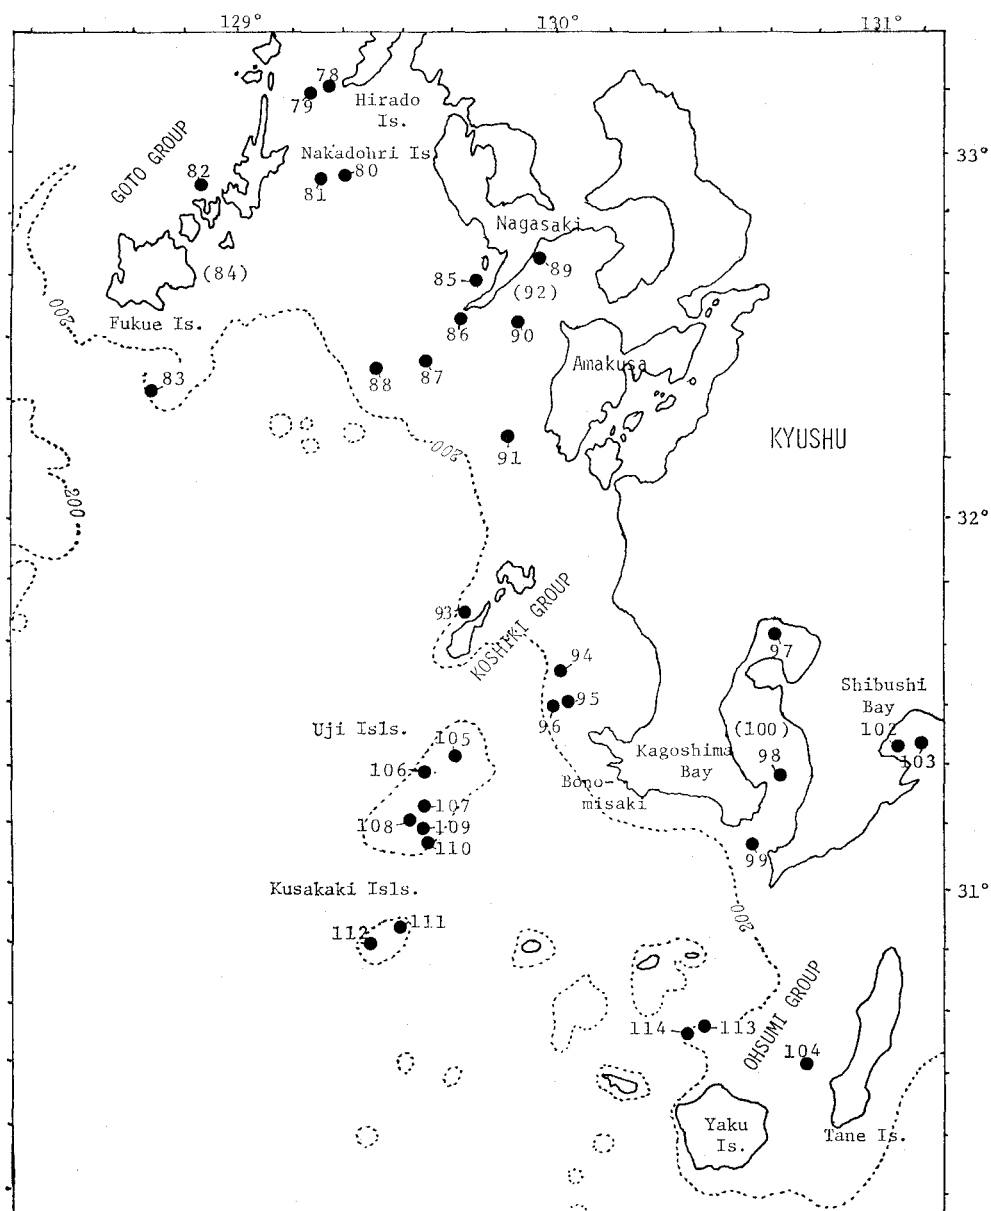 129°
130°
131°
78
79
Hirado
Is.
GOTO GROUP
Nakadohri Is.
33°
82
81
80
Nagasaki
(84)
85
89
(92)
200
Fukue Is.
86
90
83
88
87
Amakusa
91
200
KYUSHU
200
32°
93
KOSHIKI GROUP
94
97
95
96
Shibushi
Bay
102
103
Uji Isls.
105
(100)
Kagoshima
Bay
98
106
Bono-
misaki
107
108
109
110
99
Kusakaki Isls.
31°
200
111
112
114
113
OHSUMI GROUP
104
Yaku
Is.
Tane Is.